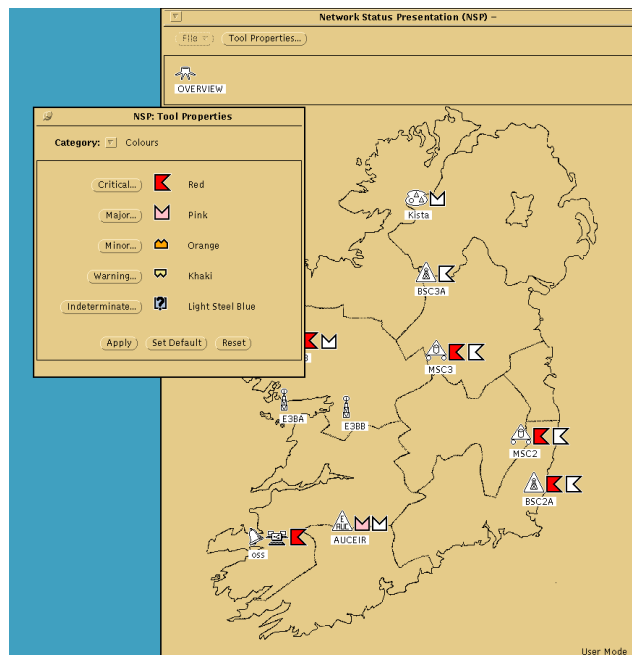 Network Status Presentation (NSP) –
File
Tool Properties...
OVERVIEW
NSP: Tool Properties
Category: Colours
Critical... Red
Major... Pink
Minor... Orange
Warning... Khaki
Indeterminate... Light Steel Blue
Apply Set Default Reset
Kista
BSC3A
MSC3
E3BA
E3BB
MSC2
BSC2A
E
AUC
AUCEIR
oss
User Mode